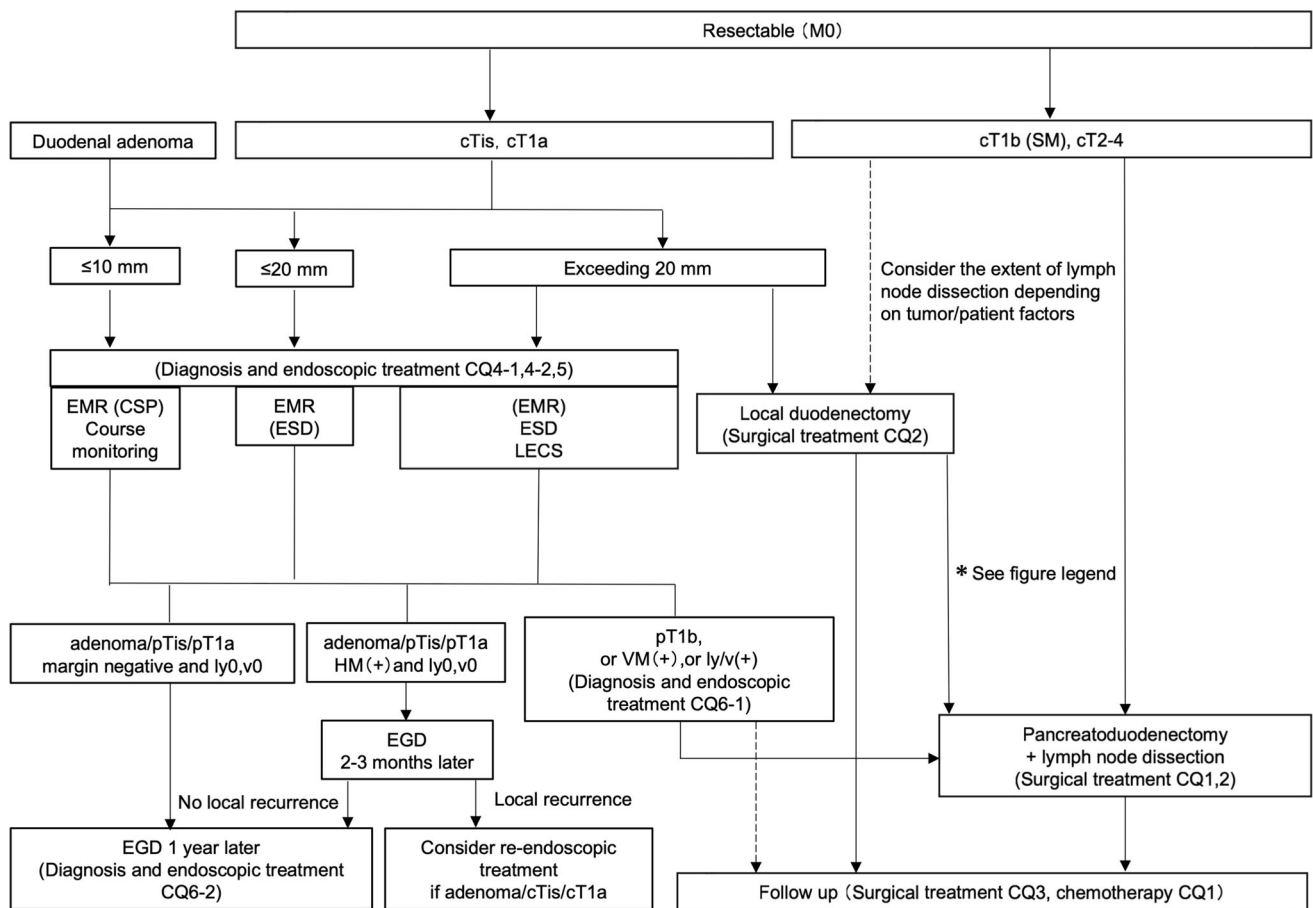 Resectable（M0）
Duodenal adenoma
cTis, cT1a
cT1b (SM), cT2-4
≤10 mm
≤20 mm
Exceeding 20 mm
Consider the extent of lymph
node dissection depending
on tumor/patient factors
(Diagnosis and endoscopic treatment CQ4-1,4-2,5)
EMR (CSP)
Course
monitoring
EMR
(ESD)
(EMR)
ESD
LECS
Local duodenectomy
(Surgical treatment CQ2)
* See figure legend
adenoma/pTis/pT1a
margin negative and ly0,v0
adenoma/pTis/pT1a
HM（+）and ly0,v0
pT1b,
or VM(+),or ly/v(+)
(Diagnosis and endoscopic
treatment CQ6-1)
EGD
2-3 months later
Pancreatoduodenectomy
+ lymph node dissection
(Surgical treatment CQ1,2)
No local recurrence
Local recurrence
EGD 1 year later
(Diagnosis and endoscopic treatment
CQ6-2)
Consider re-endoscopic
treatment
if adenoma/cTis/cT1a
Follow up（Surgical treatment CQ3, chemotherapy CQ1）